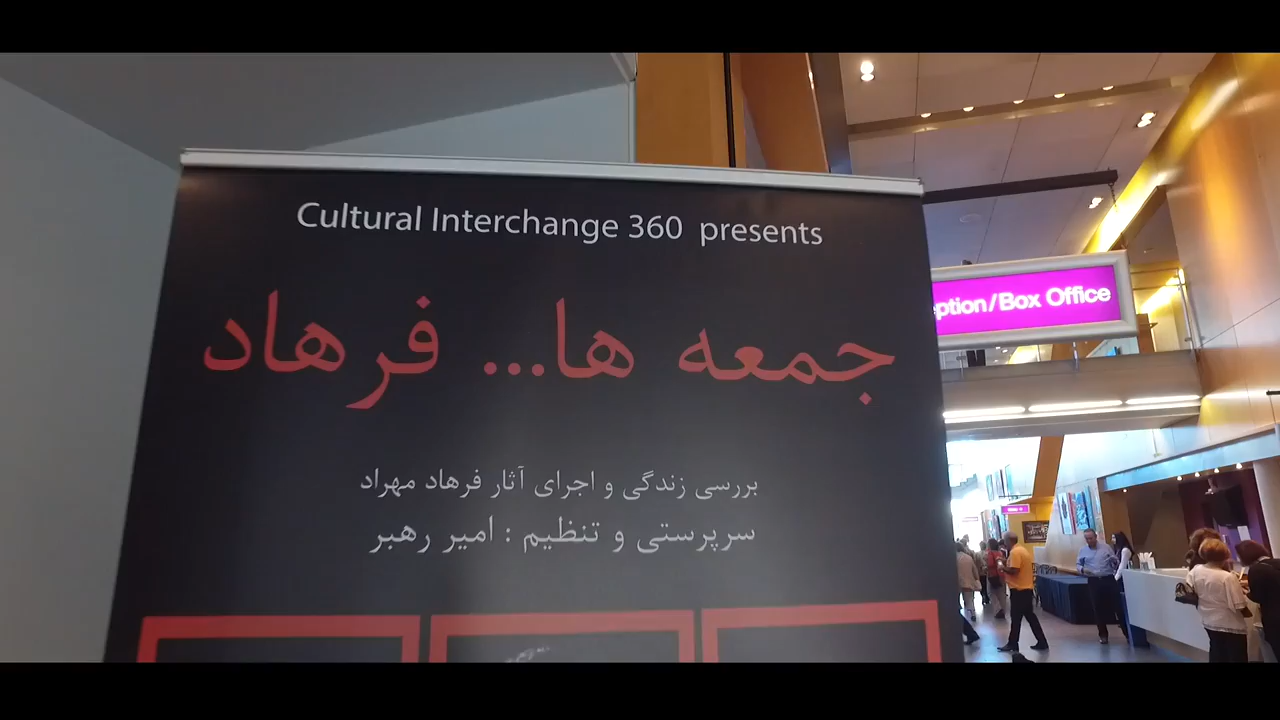 Cultural Interchange 360 presents
جمعه ها... فرهاد
بررسی زندگی و اجرای آثار فرهاد مهراد
سرپرستی و تنظیم : امیر رهبر
ption/Box Office